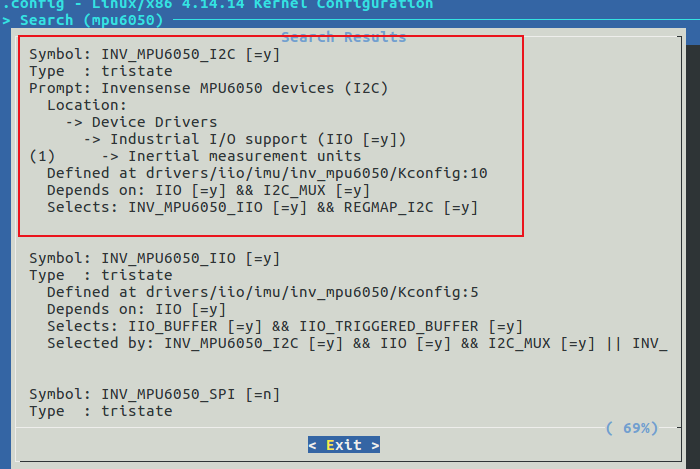 .config - Linux/x86 4.14.14 Kernel Configuration
> Search (mpu6050)
Search Results
Symbol: INV_MPU6050_I2C [=y]
Type  : tristate
Prompt: Invensense MPU6050 devices (I2C)
  Location:
    -> Device Drivers
      -> Industrial I/O support (IIO [=y])
(1)     -> Inertial measurement units
  Defined at drivers/iio/imu/inv_mpu6050/Kconfig:10
  Depends on: IIO [=y] && I2C_MUX [=y]
  Selects: INV_MPU6050_IIO [=y] && REGMAP_I2C [=y]
Symbol: INV_MPU6050_IIO [=y]
Type  : tristate
  Defined at drivers/iio/imu/inv_mpu6050/Kconfig:5
  Depends on: IIO [=y]
  Selects: IIO_BUFFER [=y] && IIO_TRIGGERED_BUFFER [=y]
  Selected by: INV_MPU6050_I2C [=y] && IIO [=y] && I2C_MUX [=y] || INV_
Symbol: INV_MPU6050_SPI [=n]
Type  : tristate
( 69%)
< Exit >